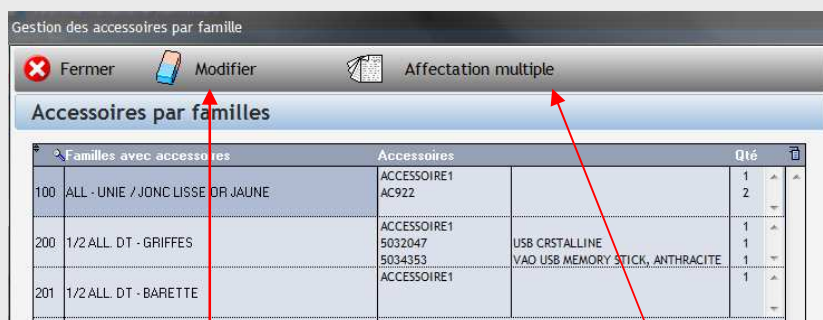 Gestion des accessoires par famille
Fermer Modifier Affectation multiple
Accessoires par familles
Familles avec accessoires Accessoires Qté
100 ALL - UNIE / JONC LISSE OR JAUNE ACCESSOIRE1 1
AC922 2
200 1/2 ALL. DT - GRIFFES ACCESSOIRE1 1
5032047 USB CRSTALLINE 1
5034353 VAO USB MEMORY STICK, ANTHRACITE 1
201 1/2 ALL. DT - BARETTE ACCESSOIRE1 1